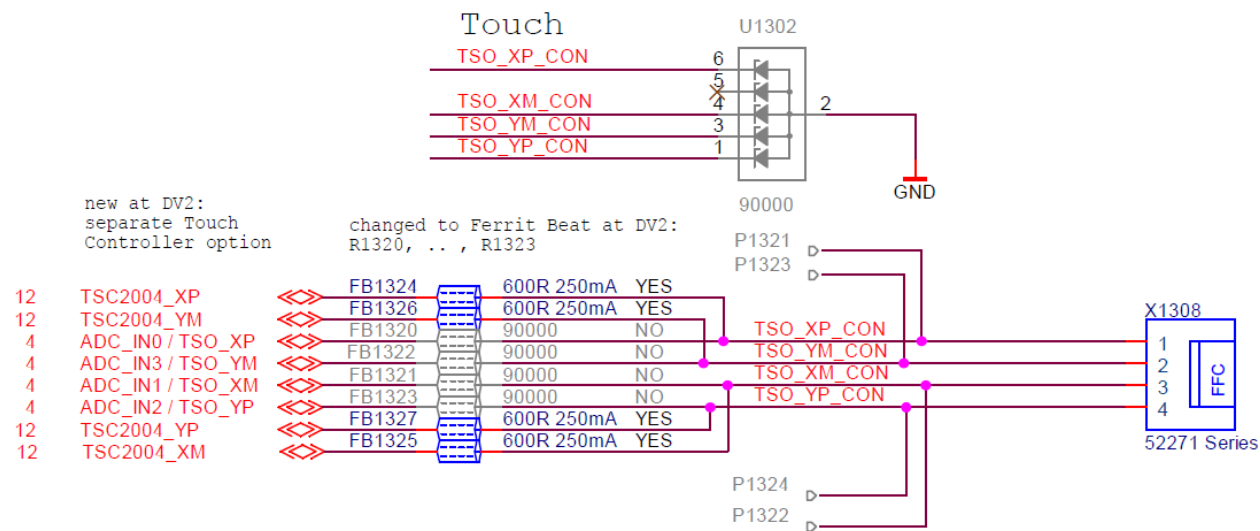 Touch
U1302
TSO_XP_CON 6
5
TSO_XM_CON 4 2
TSO_YM_CON 3
TSO_YP_CON 1
GND
90000
new at DV2:
separate Touch
Controller option
changed to Ferrit Beat at DV2:
R1320, .. , R1323
P1321
P1323
12 TSC2004_XP FB1324 600R 250mA YES
12 TSC2004_YM FB1326 600R 250mA YES
4 ADC_IN0 / TSO_XP FB1320 90000 NO TSO_XP_CON 1
4 ADC_IN3 / TSO_YM FB1322 90000 NO TSO_YM_CON 2
4 ADC_IN1 / TSO_XM FB1321 90000 NO TSO_XM_CON 3
4 ADC_IN2 / TSO_YP FB1323 90000 NO TSO_YP_CON 4
12 TSC2004_YP FB1327 600R 250mA YES
12 TSC2004_XM FB1325 600R 250mA YES
X1308
FFC
52271 Series
P1324
P1322